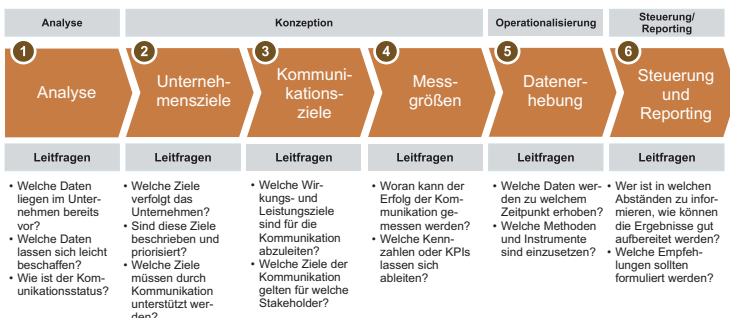 Analyse
Konzeption
Operationalisierung
Steuerung/
Reporting
1
Analyse
2
Unterneh-
mensziele
3
Kommuni-
kations-
ziele
4
Mess-
größen
5
Datener-
hebung
6
Steuerung
und
Reporting
Leitfragen
Leitfragen
Leitfragen
Leitfragen
Leitfragen
Leitfragen
• Welche Daten
liegen im Unter-
nehmen bereits
vor?
• Welche Daten
lassen sich leicht
beschaffen?
• Wie ist der Kom-
unikationsstatus?
• Welche Ziele
verfolgt das
Unternehmen?
• Sind diese Ziele
beschrieben und
priorisiert?
• Welche Ziele
müssen durch
Kommunikation
unterstützt wer-
den?
• Welche Wir-
kungs- und
Leistungsziele
sind für die
Kommunikation
abzuleiten?
• Welche Ziele der
Kommunikation
gelten für welche
Stakeholder?
• Woran kann der
Erfolg der Kom-
munikation ge-
messen werden?
• Welche Kenn-
zahlen oder KPIs
lassen sich
ableiten?
• Welche Daten wer-
den zu welchem
Zeitpunkt erhoben?
• Welche Methoden
und Instrumente
sind einzusetzen?
• Wer ist in welchen
Abständen zu infor-
mieren, wie können
die Ergebnisse gut
aufbereitet werden?
• Welche Empfeh-
lungen sollten
formuliert werden?